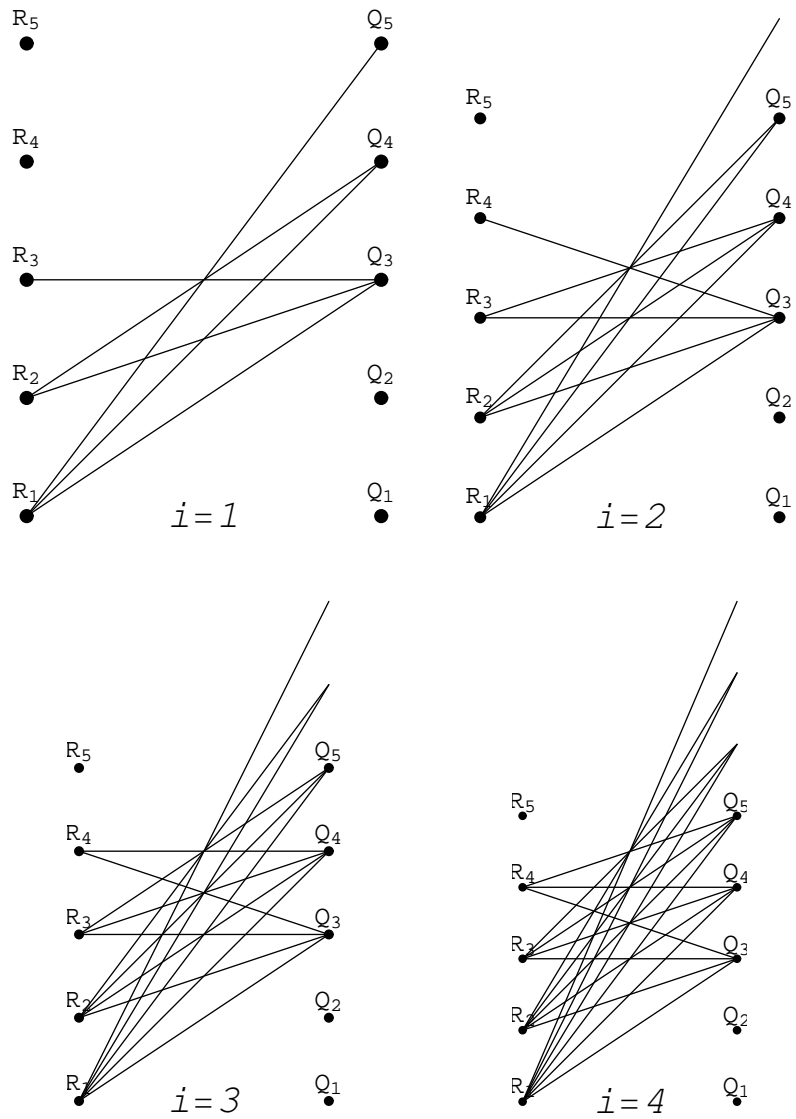 R₅ Q₅
R₄ Q₄
R₃ Q₃
R₂ Q₂
R₁ Q₁
i=1
R₅ Q₅
R₄ Q₄
R₃ Q₃
R₂ Q₂
R₁ Q₁
i=2
R₅ Q₅
R₄ Q₄
R₃ Q₃
R₂ Q₂
R₁ Q₁
i=3
R₅ Q₅
R₄ Q₄
R₃ Q₃
R₂ Q₂
R₁ Q₁
i=4